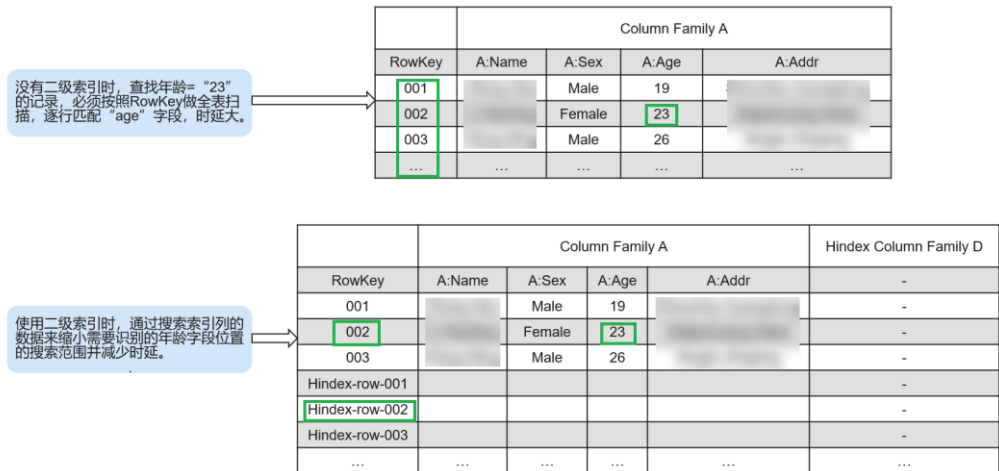 Column Family A
RowKey A:Name A:Sex A:Age A:Addr
没有二级索引时，查找年龄=“23”
的记录，必须按照RowKey做全表扫
描，逐行匹配“age”字段，时延大。
001 Male 19
002 Female 23
003 Male 26
… … … … …
Column Family A Hindex Column Family D
RowKey A:Name A:Sex A:Age A:Addr -
使用二级索引时，通过搜索索引列的
数据来缩小需要识别的年龄字段位置
的搜索范围并减少时延。
.
001 Male 19 -
002 Female 23 -
003 Male 26 -
Hindex-row-001 -
Hindex-row-002 -
Hindex-row-003 -
… … … … … …